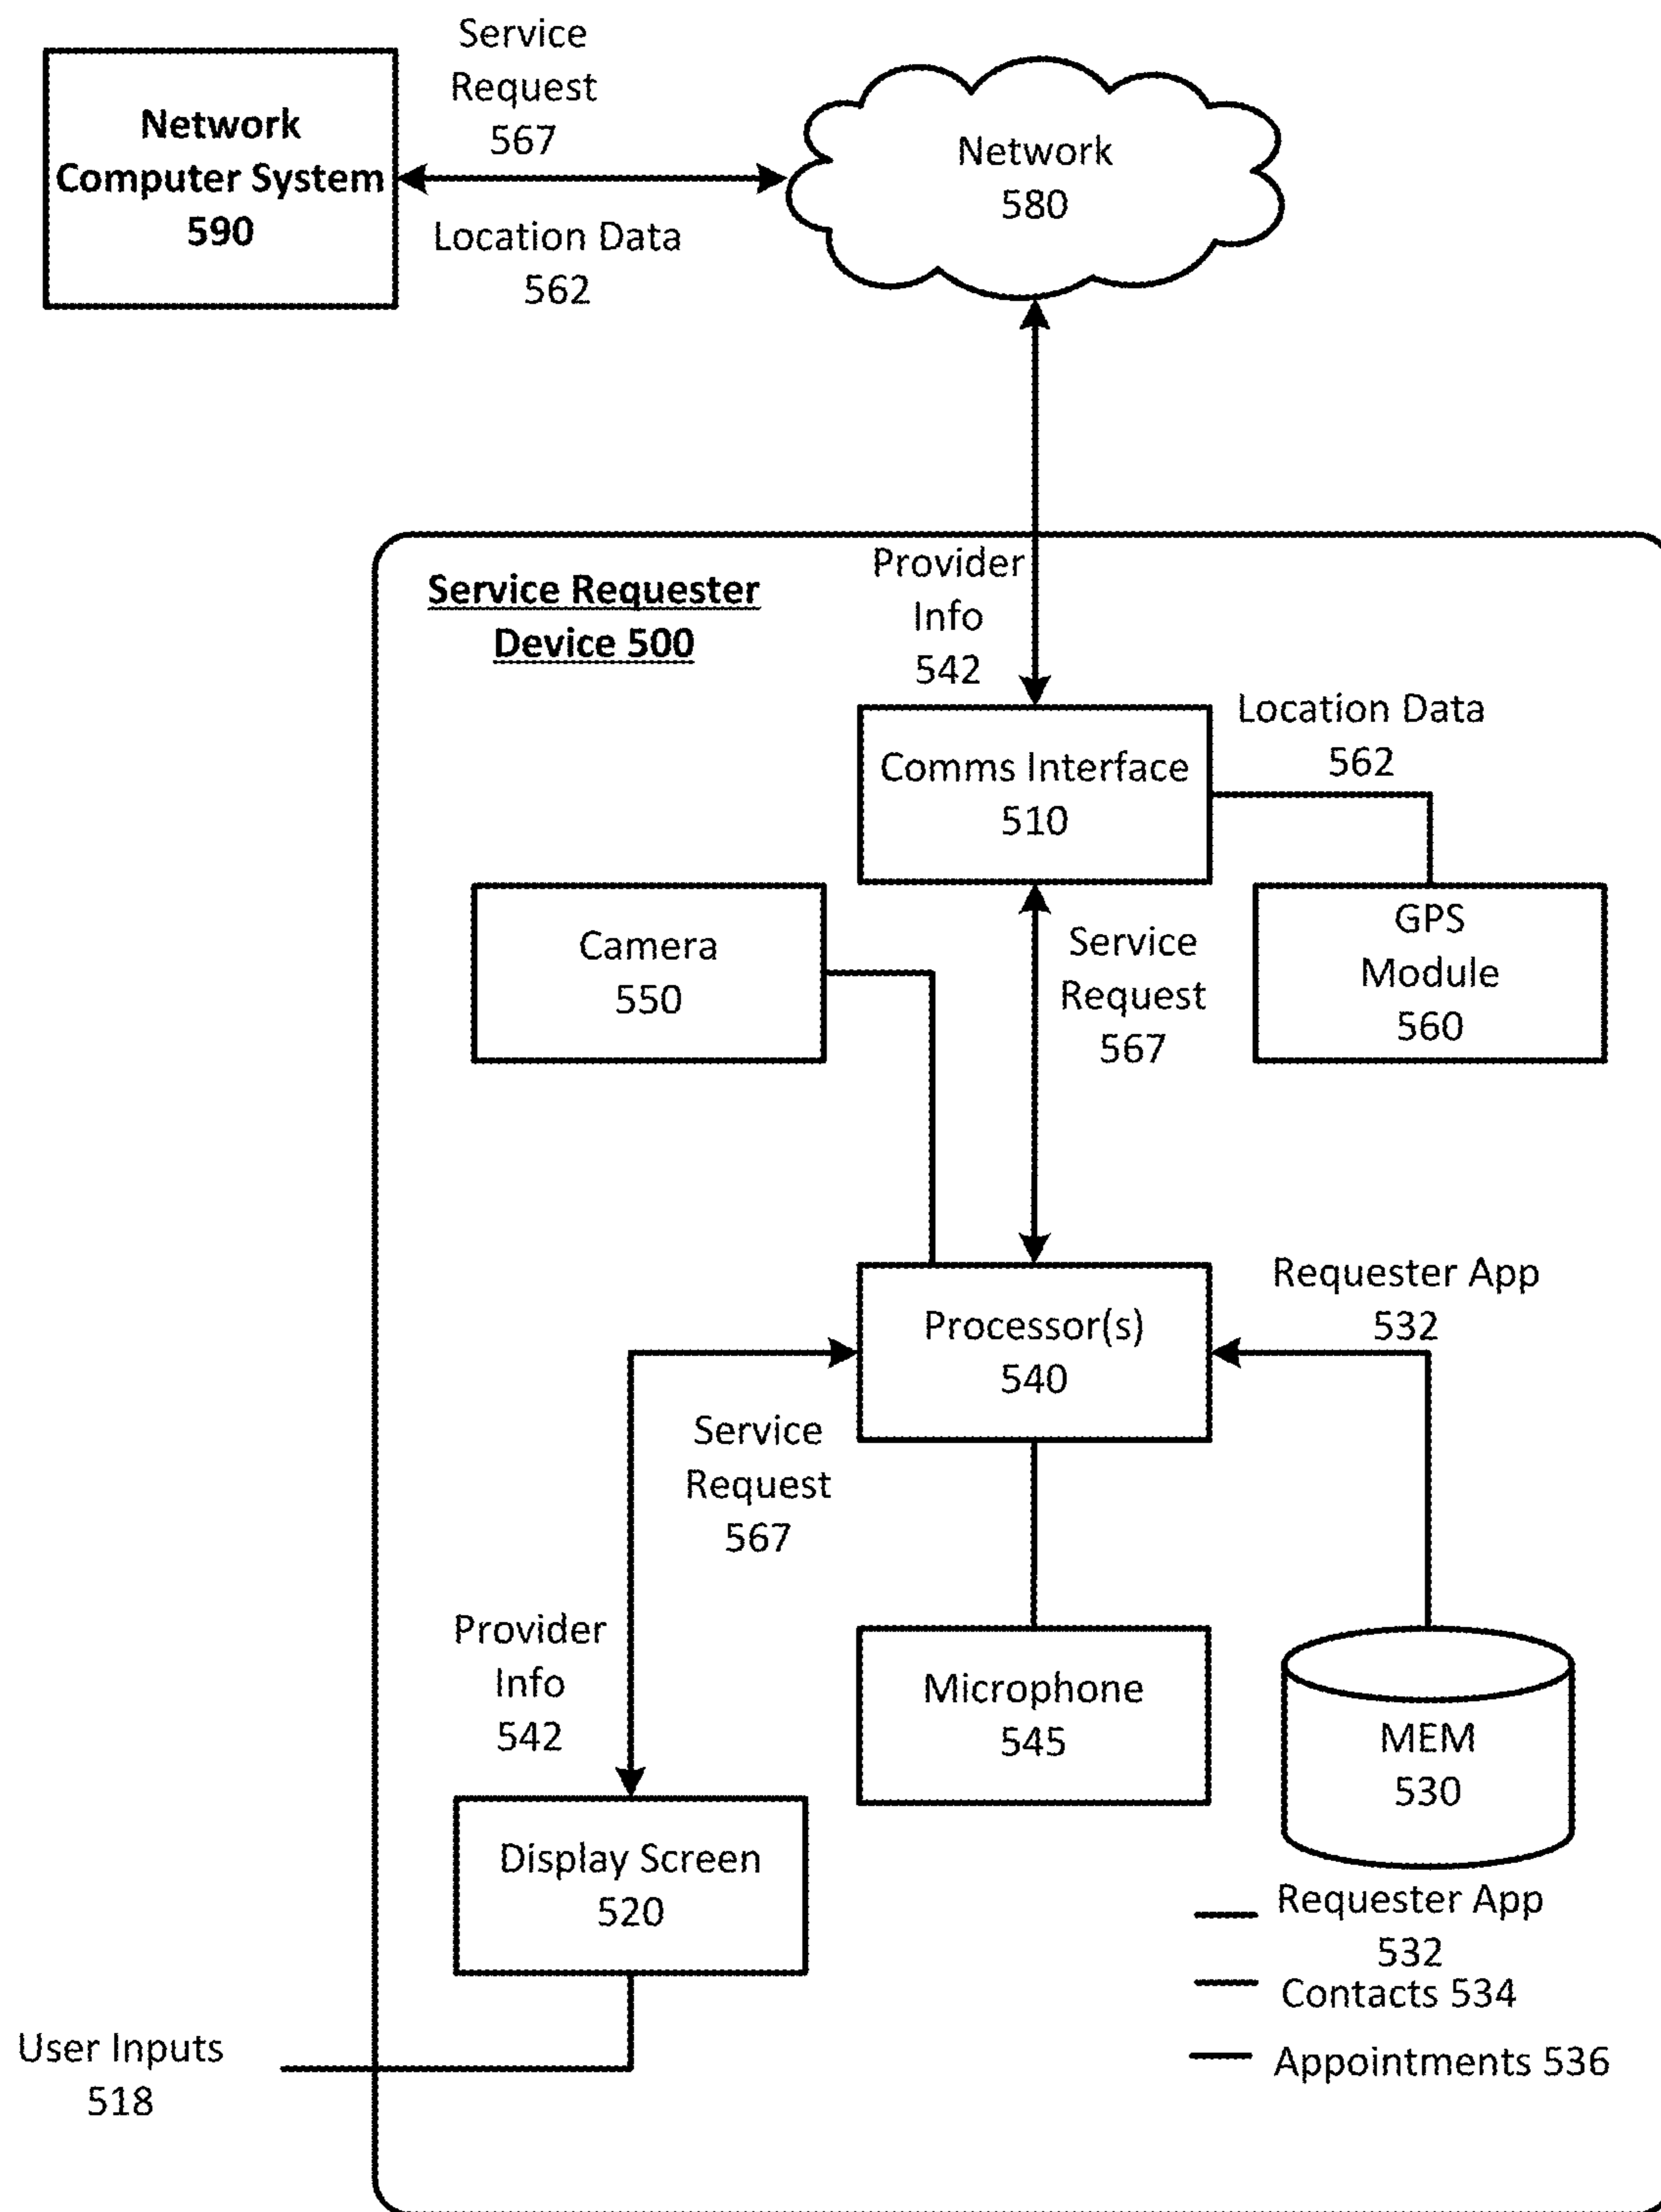 Service
Request
567
Network
Computer System
590
Location Data
562
Network
580
Service Requester
Device 500
Provider
Info
542
Comms Interface
510
Location Data
562
Camera
550
Service
Request
567
GPS
Module
560
Processor(s)
540
Requester App
532
Service
Request
567
Provider
Info
542
Microphone
545
MEM
530
Display Screen
520
Requester App
532
Contacts 534
Appointments 536
User Inputs
518